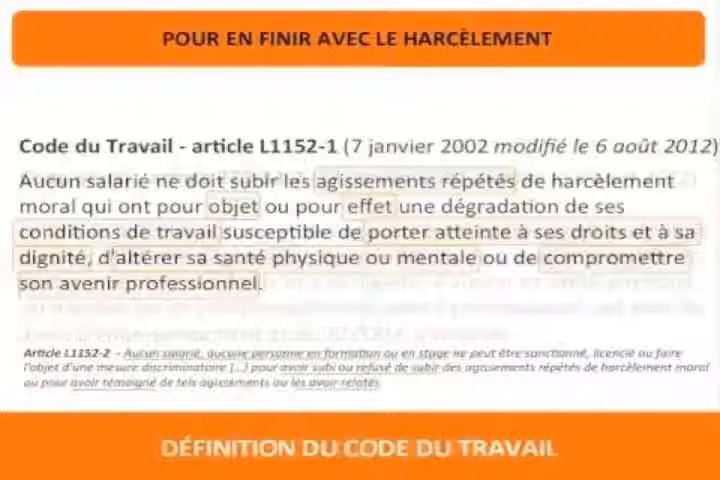 POUR EN FINIR AVEC LE HARCÈLEMENT
Code du Travail - article L1152-1 (7 janvier 2002 modifié le 6 août 2012)
Aucun salarié ne doit subir les agissements répétés de harcèlement
moral qui ont pour objet ou pour effet une dégradation de ses
conditions de travail susceptible de porter atteinte à ses droits et à sa
dignité, d'altérer sa santé physique ou mentale ou de compromettre
son avenir professionnel.
Article L1152-2 - Aucun salarié, aucune personne en formation ou en stage ne peut être sanctionné, licencié ou faire
l'objet d'une mesure discriminatoire (...) pour avoir subi ou refusé de subir des agissements répétés de harcèlement moral
ou pour avoir témoigné de tels agissements ou les avoir relatés.
DÉFINITION DU CODE DU TRAVAIL